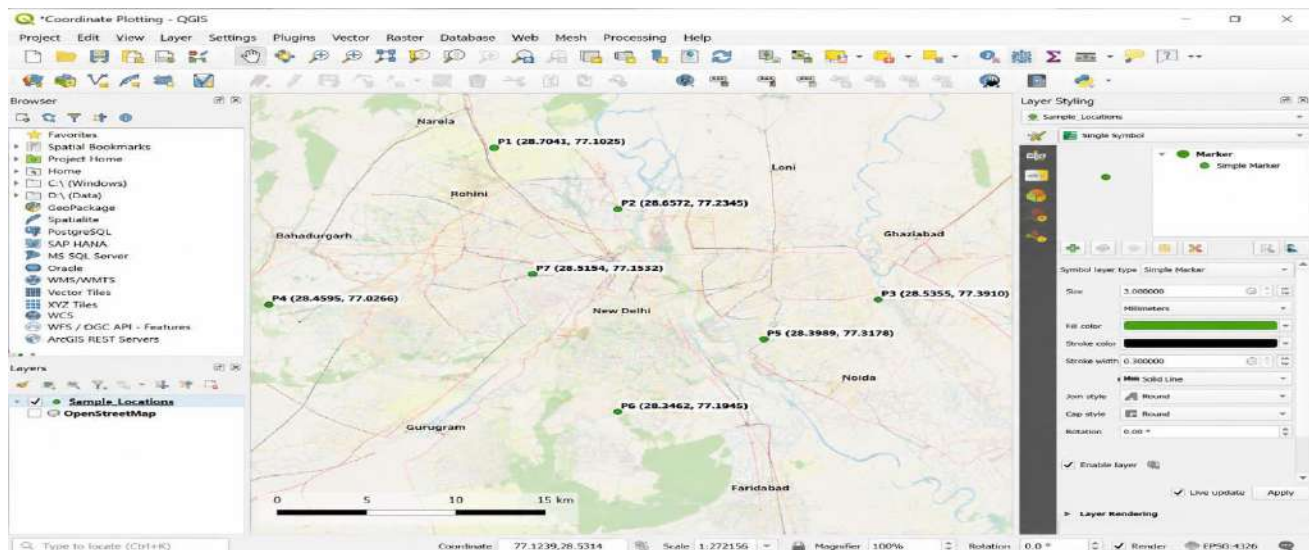 *Coordinate Plotting - QGIS
Project Edit View Layer Settings Plugins Vector Raster Database Web Mesh Processing Help
Browser
Favorites
Spatial Bookmarks
Project Home
Home
C:\ (Windows)
D:\ (Data)
GeoPackage
Spatialite
PostgreSQL
SAP HANA
MS SQL Server
Oracle
WMS/WMTS
Vector Tiles
XYZ Tiles
WCS
WFS / OGC API - Features
ArcGIS REST Servers
Layers
Sample_Locations
OpenStreetMap
Narela
P1 (28.7041, 77.1025)
Loni
Rohini
P2 (28.6572, 77.2345)
Bahadurgarh
Ghaziabad
P7 (28.5154, 77.1532)
P4 (28.4595, 77.0266)
P3 (28.5355, 77.3910)
New Delhi
P5 (28.3989, 77.3178)
Noida
P6 (28.3462, 77.1945)
Gurugram
Faridabad
0 5 10 15 km
Layer Styling
Sample_Locations
Single Symbol
Marker
Simple Marker
Symbol layer type Simple Marker
Size 3.000000
Millimeters
Fill color
Stroke color
Stroke width 0.300000
Solid Line
Join style Round
Cap style Round
Rotation 0.00 °
Enable layer
Live update Apply
Layer Rendering
Type to locate (Ctrl+K) Coordinate 77.1239,28.5314 Scale 1:272156 Magnifier 100% Rotation 0.0 ° Render EPSG:4326